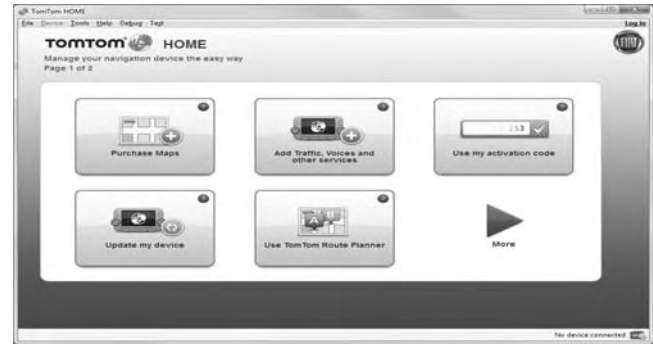 TomTom HOME
File Device Tools Help Debug Test
Log in
TOMTOM HOME
FIAT
Manage your navigation device the easy way
Page 1 of 2
Purchase Maps
Add Traffic, Voices and
other services
253
Use my activation code
Update my device
A B
Use TomTom Route Planner
More
No device connected